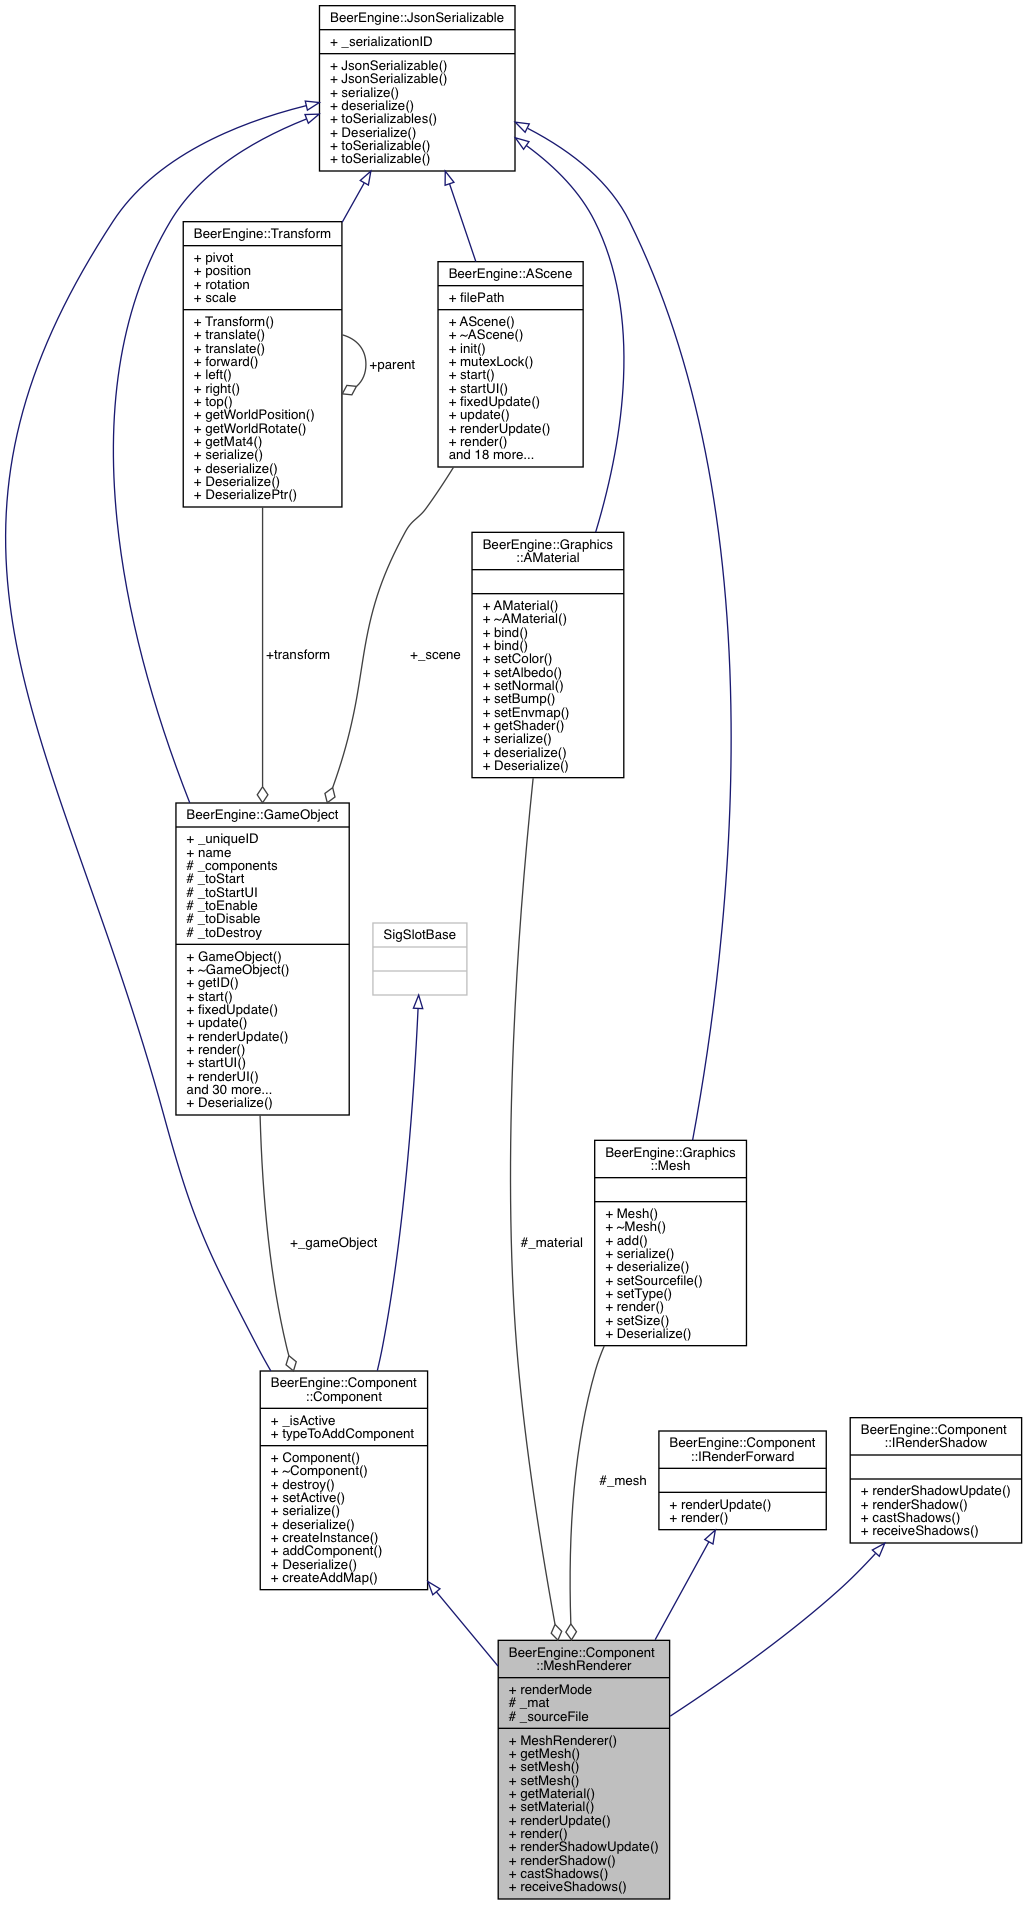 BeerEngine::JsonSerializable
+ _serializationID
+ JsonSerializable()
+ JsonSerializable()
+ serialize()
+ deserialize()
+ toSerializables()
+ Deserialize()
+ toSerializable()
+ toSerializable()
BeerEngine::Transform
+ pivot
+ position
+ rotation
+ scale
+ Transform()
+ translate()
+ translate()
+ forward()
+ left()
+ right()
+ top()
+ getWorldPosition()
+ getWorldRotate()
+ getMat4()
+ serialize()
+ deserialize()
+ Deserialize()
+ DeserializePtr()
+parent
BeerEngine::AScene
+ filePath
+ AScene()
+ ~AScene()
+ init()
+ mutexLock()
+ start()
+ startUI()
+ fixedUpdate()
+ update()
+ renderUpdate()
+ render()
and 18 more...
BeerEngine::Graphics
::AMaterial
+ AMaterial()
+ ~AMaterial()
+ bind()
+ bind()
+ setColor()
+ setAlbedo()
+ setNormal()
+ setBump()
+ setEnvmap()
+ getShader()
+ serialize()
+ deserialize()
+ Deserialize()
+transform
+_scene
BeerEngine::GameObject
+ _uniqueID
+ name
# _components
# _toStart
# _toStartUI
# _toEnable
# _toDisable
# _toDestroy
+ GameObject()
+ ~GameObject()
+ getID()
+ start()
+ fixedUpdate()
+ update()
+ renderUpdate()
+ render()
+ startUI()
+ renderUI()
and 30 more...
+ Deserialize()
SigSlotBase
BeerEngine::Graphics
::Mesh
+ Mesh()
+ ~Mesh()
+ add()
+ serialize()
+ deserialize()
+ setSourcefile()
+ setType()
+ render()
+ setSize()
+ Deserialize()
+_gameObject
#_material
BeerEngine::Component
::Component
+ _isActive
+ typeToAddComponent
+ Component()
+ ~Component()
+ destroy()
+ setActive()
+ serialize()
+ deserialize()
+ createInstance()
+ addComponent()
+ Deserialize()
+ createAddMap()
#_mesh
BeerEngine::Component
::IRenderForward
+ renderUpdate()
+ render()
BeerEngine::Component
::IRenderShadow
+ renderShadowUpdate()
+ renderShadow()
+ castShadows()
+ receiveShadows()
BeerEngine::Component
::MeshRenderer
+ renderMode
# _mat
# _sourceFile
+ MeshRenderer()
+ getMesh()
+ setMesh()
+ setMesh()
+ getMaterial()
+ setMaterial()
+ renderUpdate()
+ render()
+ renderShadowUpdate()
+ renderShadow()
+ castShadows()
+ receiveShadows()